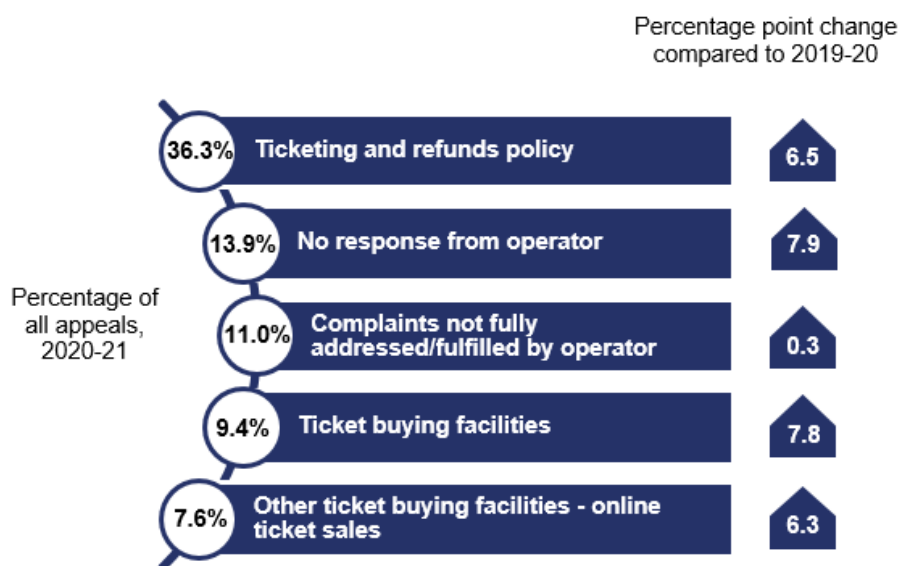 Percentage point change
compared to 2019-20
36.3% Ticketing and refunds policy 6.5
13.9% No response from operator 7.9
Percentage of
all appeals,
2020-21
11.0% Complaints not fully
addressed/fulfilled by operator 0.3
9.4% Ticket buying facilities 7.8
7.6% Other ticket buying facilities - online
ticket sales 6.3